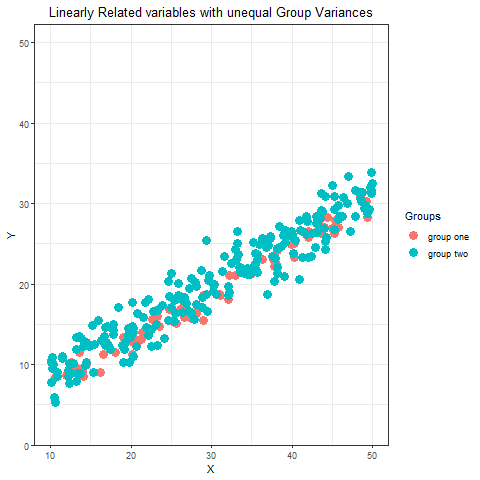 Linearly Related variables with unequal Group Variances
50
40
30
20
10
0
Y
10 20 30 40 50
X
Groups
group one
group two